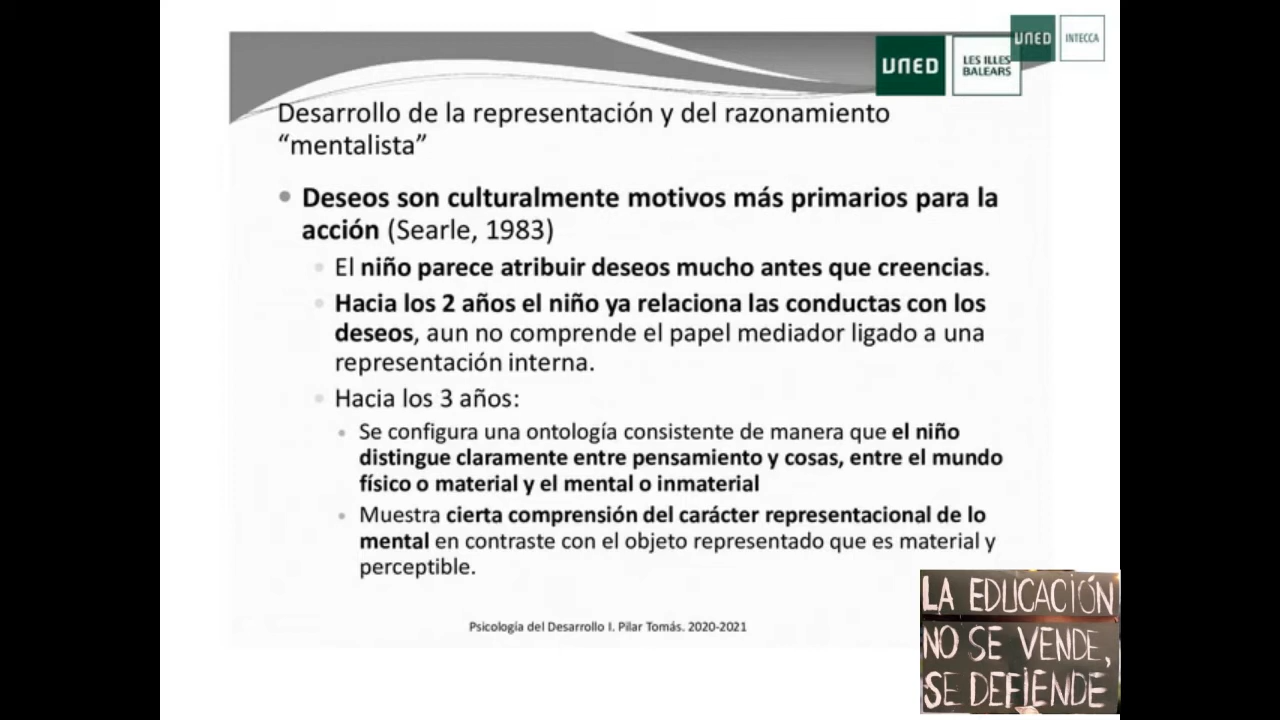 UNED
INTECCA
UNED
LES ILLES
BALEARS
Desarrollo de la representación y del razonamiento
“mentalista”
Deseos son culturalmente motivos más primarios para la
acción (Searle, 1983)
El niño parece atribuir deseos mucho antes que creencias.
Hacia los 2 años el niño ya relaciona las conductas con los
deseos, aun no comprende el papel mediador ligado a una
representación interna.
Hacia los 3 años:
Se configura una ontología consistente de manera que el niño
distingue claramente entre pensamiento y cosas, entre el mundo
físico o material y el mental o inmaterial
Muestra cierta comprensión del carácter representacional de lo
mental en contraste con el objeto representado que es material y
perceptible.
Psicología del Desarrollo I. Pilar Tomás. 2020-2021
LA EDUCACIÓN
NO SE VENDE,
SE DEFIENDE